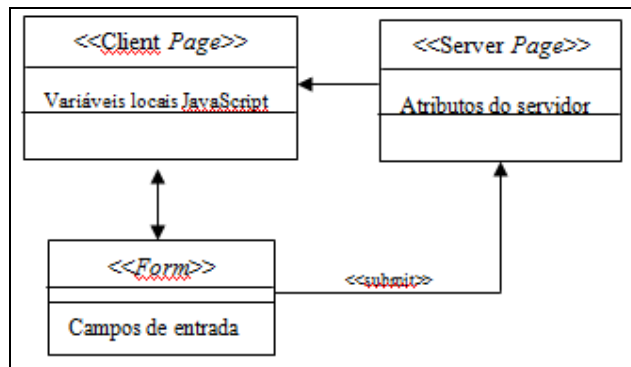 <<Client Page>>
Variáveis locais JavaScript
<<Server Page>>
Atributos do servidor
<<Form>>
Campos de entrada
<<submit>>